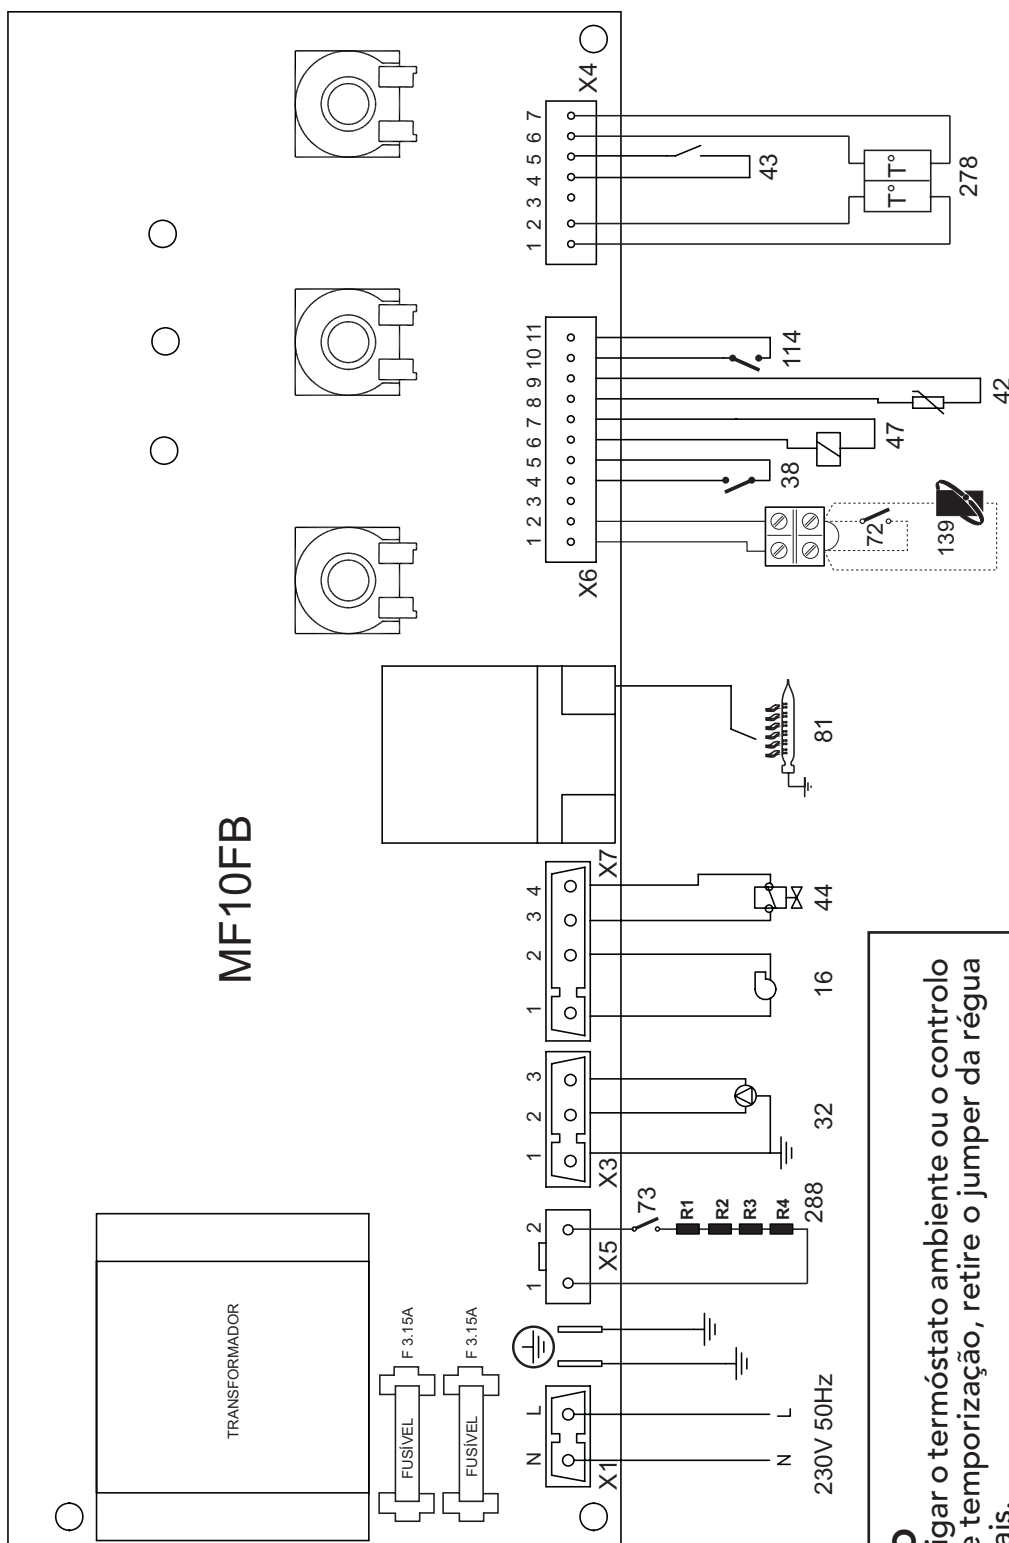 MF10FB
TRANSFORMADOR
FUSÍVEL
F 3.15A
FUSÍVEL
F 3.15A
N L
X1
N
L
230V 50Hz
1 2
X5
73
R1
R2
R3
R4
288
1 2 3
X3
32
1 2 3 4
X7
16
44
81
1 2 3 4 5 6 7 8 9 10 11
X6
72
139
38
47
42
114
1 2 3 4 5 6 7
X4
43
T° T°
278
igar o termóstato ambiente ou o controlo
e temporização, retire o jumper da régua
ais.